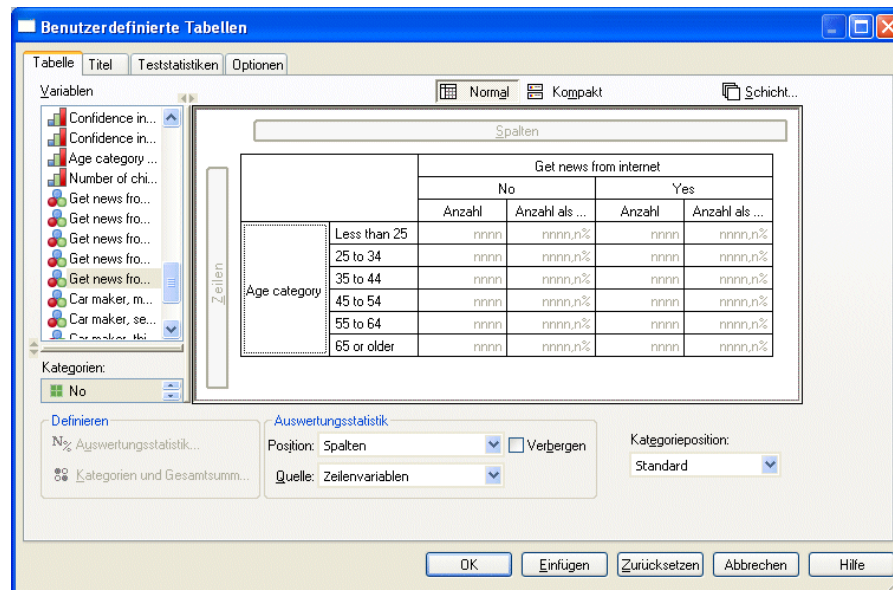 Benutzerdefinierte Tabellen
Tabelle Titel Teststatistiken Optionen
Variablen
Normal Kompakt Schicht...
Confidence in...
Confidence in...
Age category ...
Number of chi...
Get news fro...
Get news fro...
Get news fro...
Get news fro...
Get news fro...
Car maker, m...
Car maker, se...
Car maker, thi...
Kategorien:
No
Spalten
Zeilen
Get news from internet
No Yes
Anzahl Anzahl als ... Anzahl Anzahl als ...
Age category
Less than 25 nnnn nnnn,n% nnnn nnnn,n%
25 to 34 nnnn nnnn,n% nnnn nnnn,n%
35 to 44 nnnn nnnn,n% nnnn nnnn,n%
45 to 54 nnnn nnnn,n% nnnn nnnn,n%
55 to 64 nnnn nnnn,n% nnnn nnnn,n%
65 or older nnnn nnnn,n% nnnn nnnn,n%
Definieren
N% Auswertungsstatistik...
Kategorien und Gesamtsumm...
Auswertungsstatistik
Position: Spalten Verbergen
Quelle: Zeilenvariablen
Kategorieposition:
Standard
OK Einfügen Zurücksetzen Abbrechen Hilfe